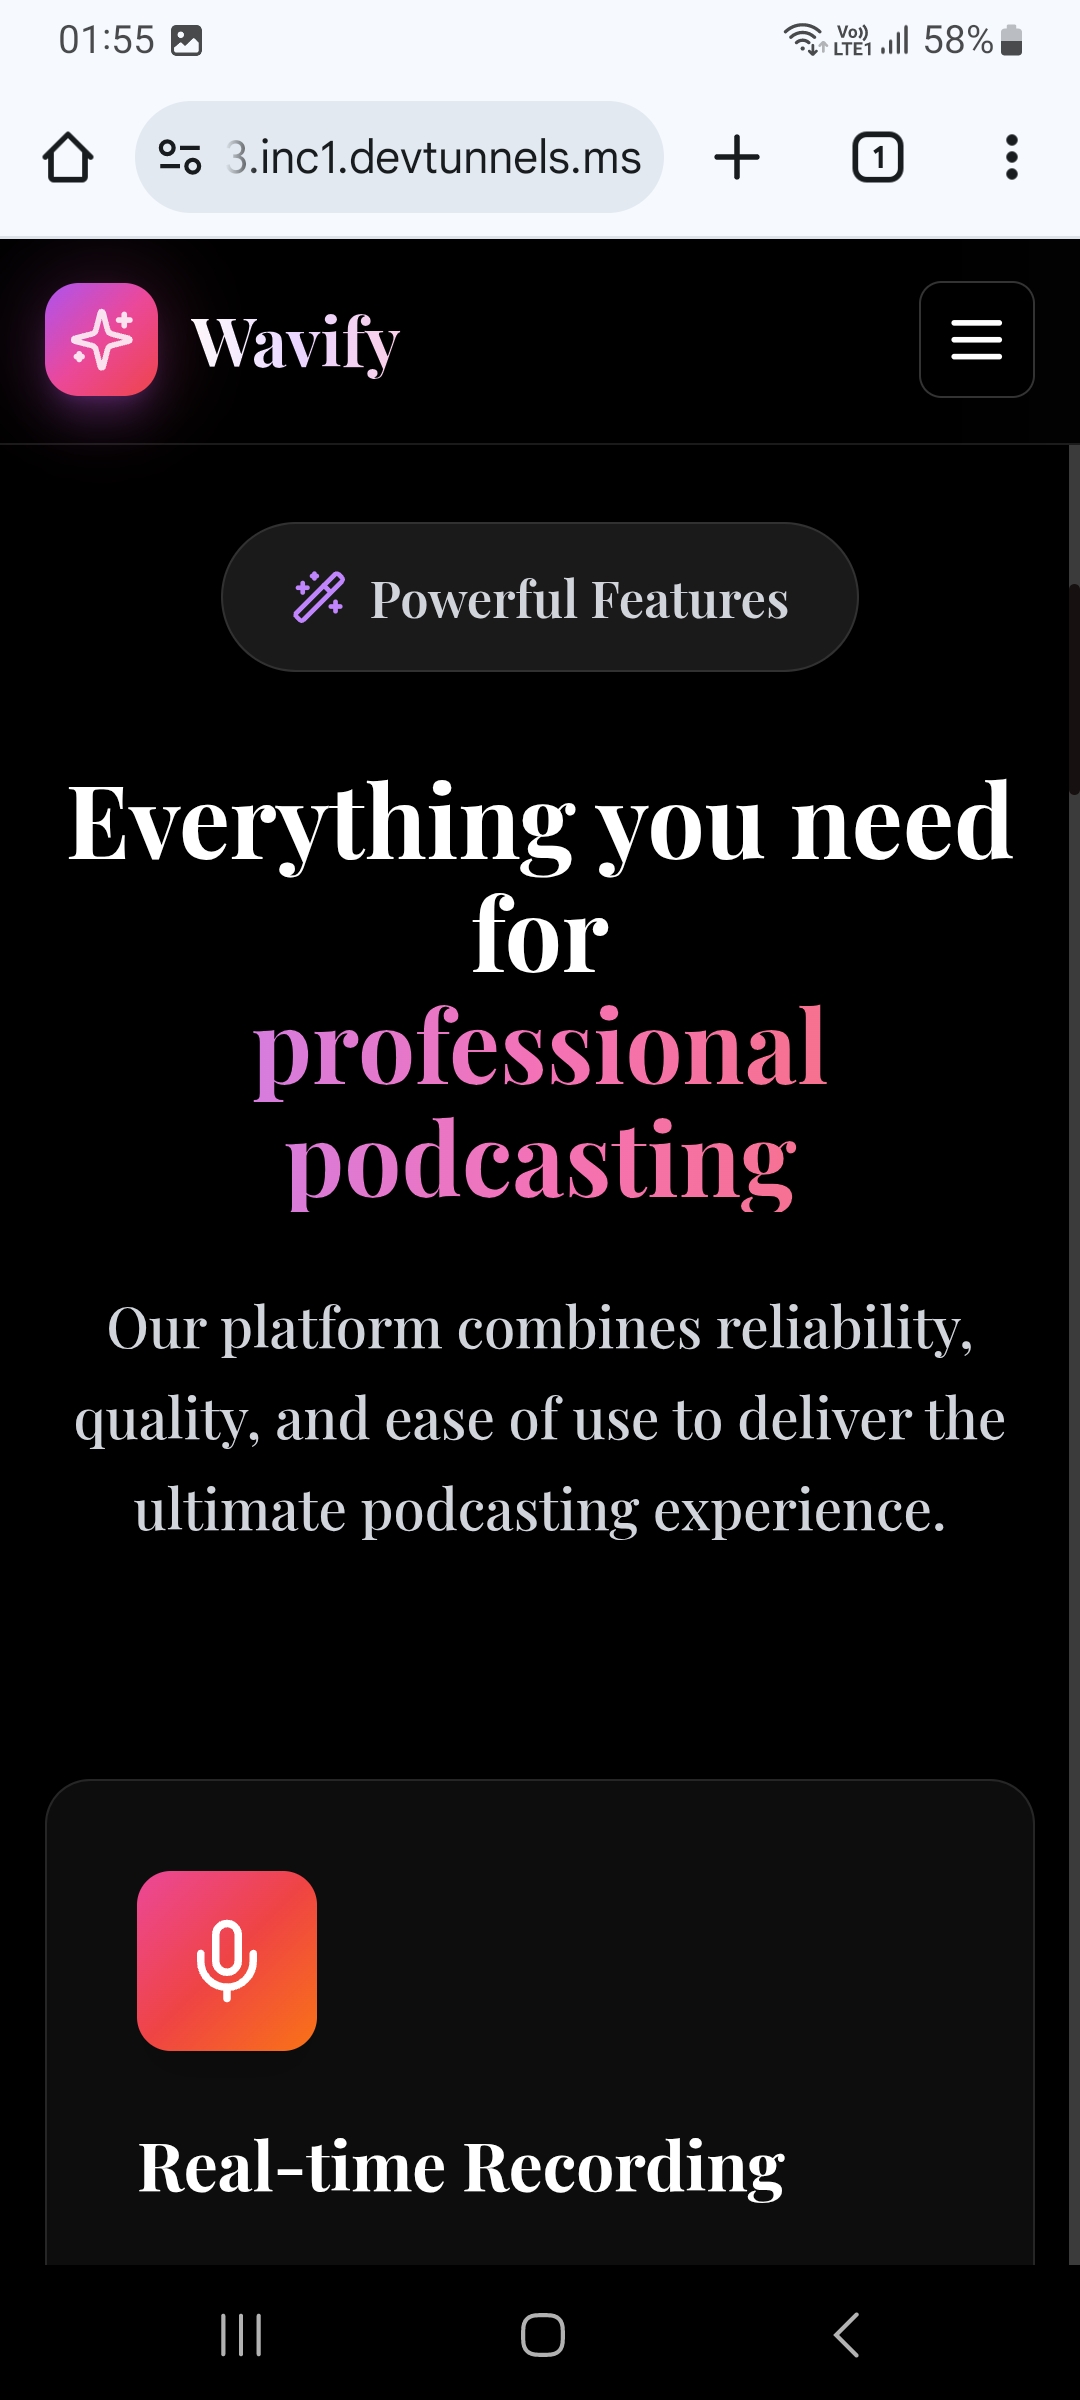 01:55
Vo)) LTE1 58%
3.inc1.devtunnels.ms
1
Wavify
Powerful Features
Everything you need
for
professional
podcasting
Our platform combines reliability,
quality, and ease of use to deliver the
ultimate podcasting experience.
Real-time Recording